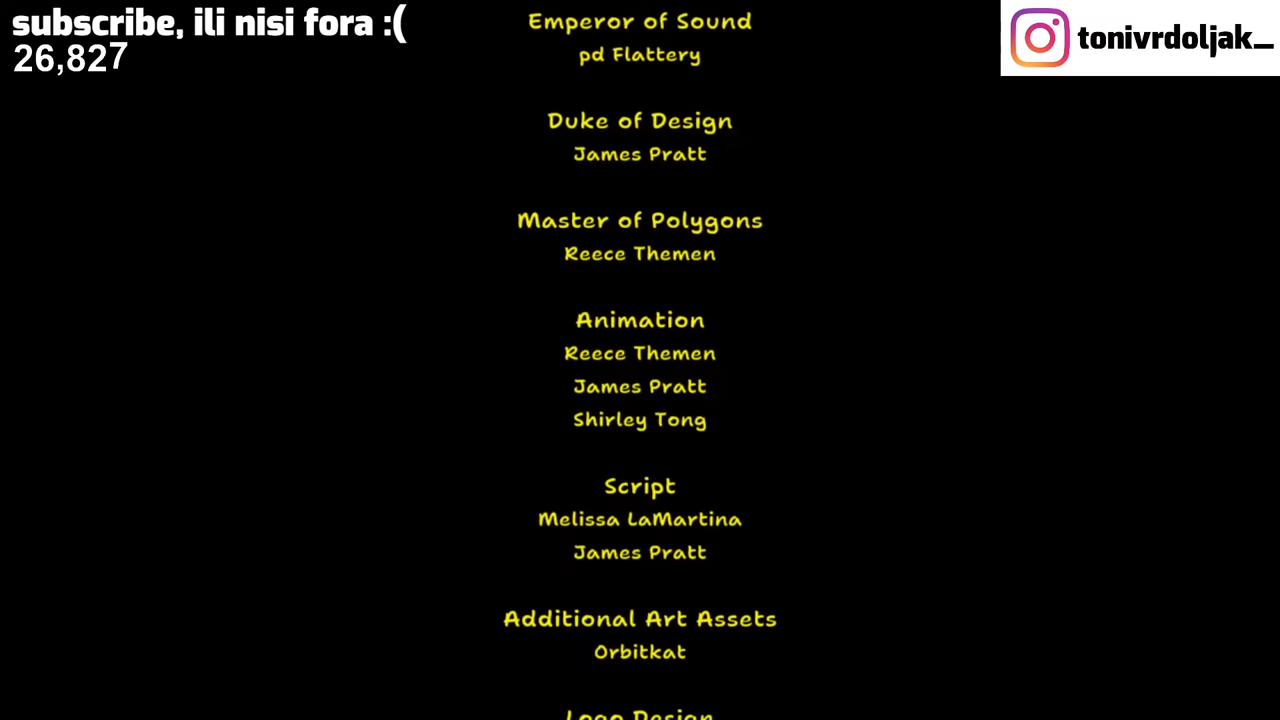 subscribe, ili nisi fora :(
26,827
tonivrdoljak_
Emperor of Sound
pd Flattery
Duke of Design
James Pratt
Master of Polygons
Reece Themen
Animation
Reece Themen
James Pratt
Shirley Tong
Script
Melissa LaMartina
James Pratt
Additional Art Assets
Orbitkat
Logo Design